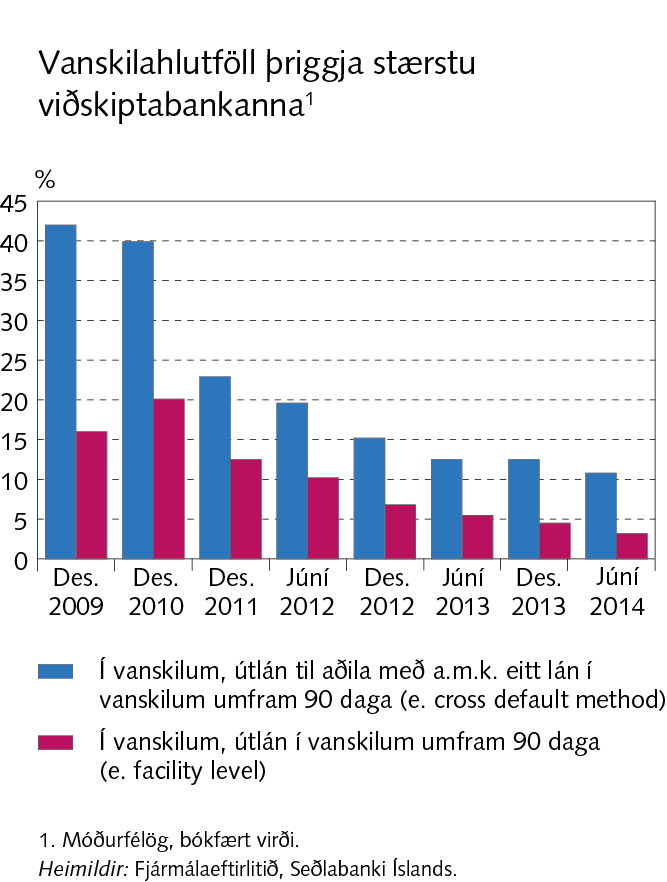 Vanskilahlutföll þriggja stærstu
viðskiptabankanna¹
%
45
40
35
30
25
20
15
10
5
0
Des. Des. Des. Júní Des. Júní Des. Júní
2009 2010 2011 2012 2012 2013 2013 2014
Í vanskilum, útlán til aðila með a.m.k. eitt lán í
vanskilum umfram 90 daga (e. cross default method)
Í vanskilum, útlán í vanskilum umfram 90 daga
(e. facility level)
1. Móðurfélög, bókfært virði.
Heimildir: Fjármálaeftirlitið, Seðlabanki Íslands.